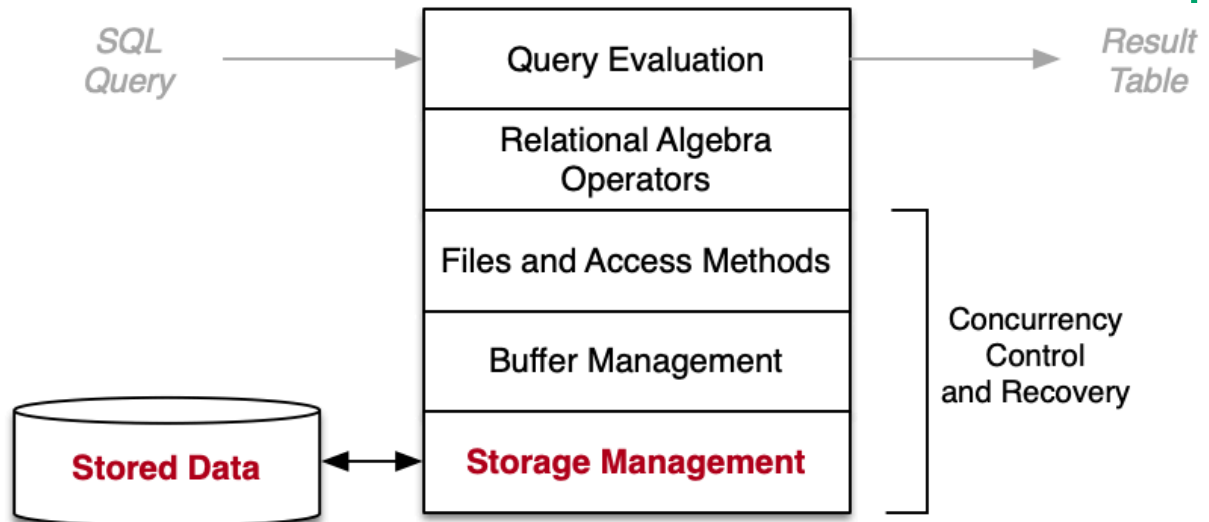 SQL
Query
Query Evaluation
Result
Table
Relational Algebra
Operators
Files and Access Methods
Buffer Management
Concurrency
Control
and Recovery
Stored Data
Storage Management